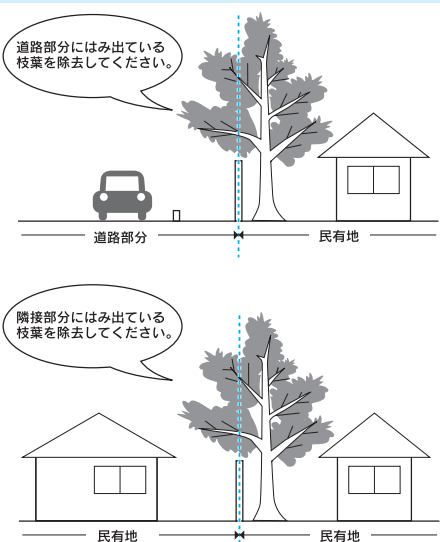 道路部分にはみ出ている
枝葉を除去してください。
道路部分
民有地
隣接部分にはみ出ている
枝葉を除去してください。
民有地
民有地